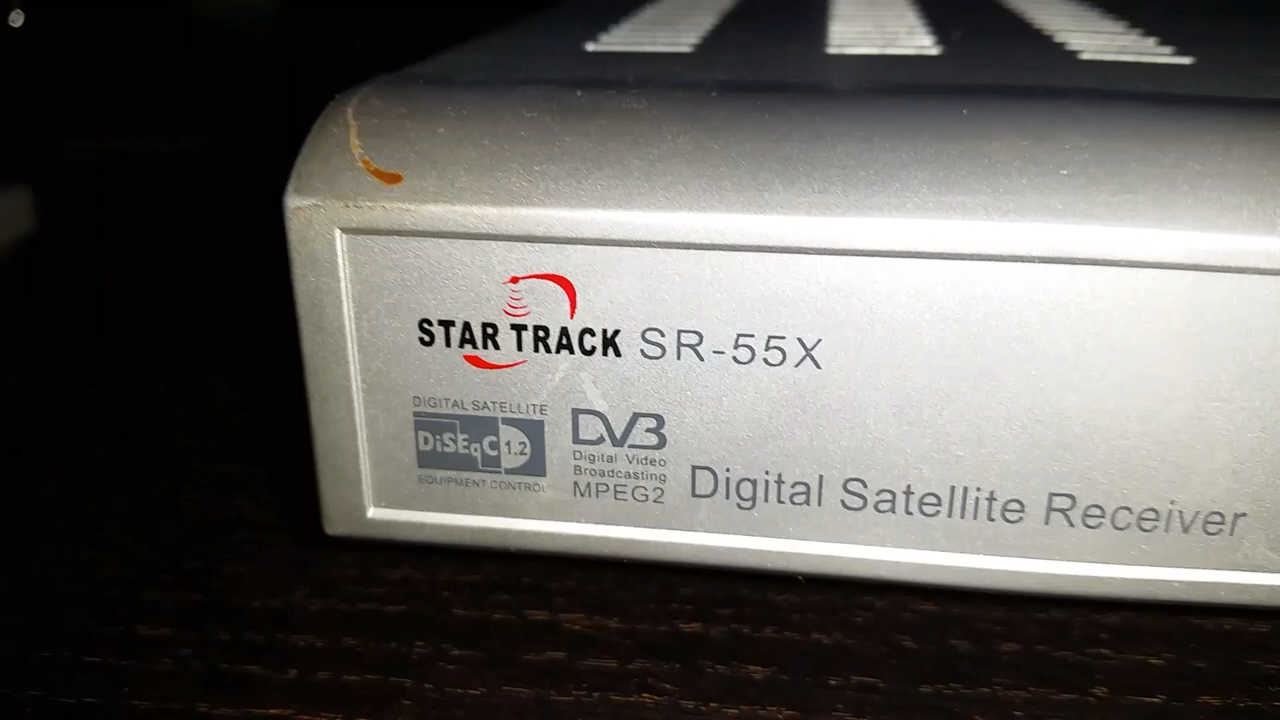 STAR TRACK SR-55X
DIGITAL SATELLITE
DiSEqC 1.2
EQUIPMENT CONTROL
DVB
Digital Video
Broadcasting
MPEG2
Digital Satellite Receiver